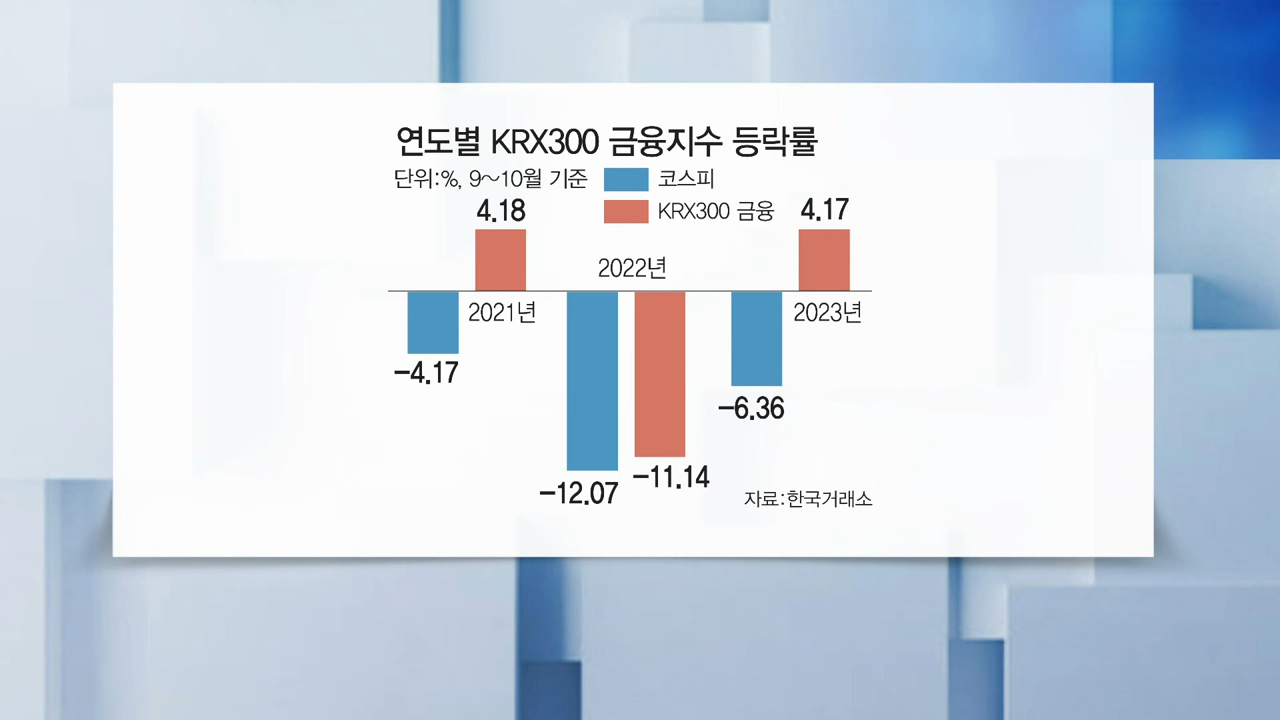 연도별 KRX300 금융지수 등락률
단위:%, 9~10월 기준
코스피
KRX300 금융
4.18
4.17
2022년
2021년
2023년
-4.17
-6.36
-12.07
-11.14
자료:한국거래소